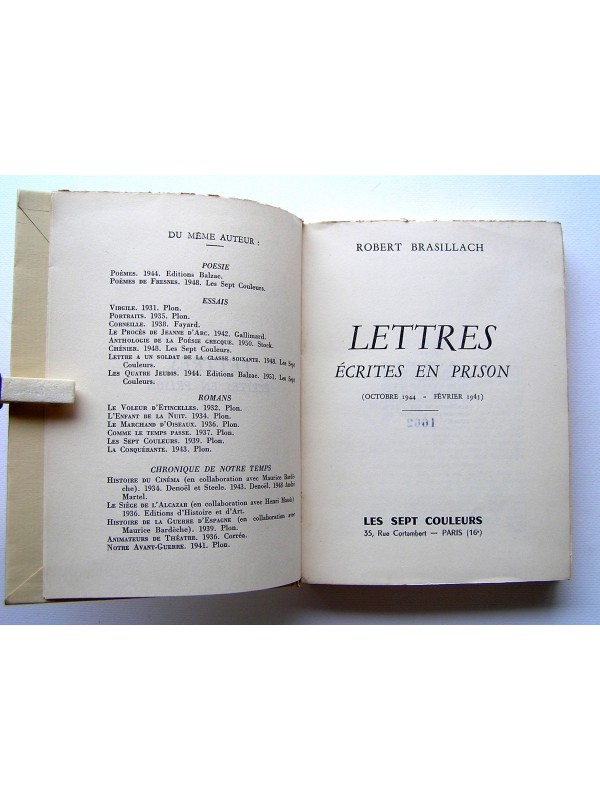 DU MÊME AUTEUR :
POESIE
POÈMES. 1944. Editions Balzac.
POÈMES DE FRESNES. 1948. Les Sept Couleurs.
ESSAIS
VIRGILE. 1931. Plon.
PORTRAITS. 1935. Plon.
CORNEILLE. 1938. Fayard.
LE PROCÈS DE JEANNE D'ARC. 1942. Gallimard.
ANTHOLOGIE DE LA POÉSIE GRECQUE. 1950. Stock.
CHÉNIER. 1948. Les Sept Couleurs.
LETTRE A UN SOLDAT DE LA CLASSE SOIXANTE. 1948. Les Sept
Couleurs.
LES QUATRE JEUDIS. 1944. Editions Balzac. 1951. Les Sept
Couleurs.
ROMANS
LE VOLEUR D'ETINCELLES. 1932. Plon.
L'ENFANT DE LA NUIT. 1934. Plon.
LE MARCHAND D'OISEAUX. 1936. Plon.
COMME LE TEMPS PASSE. 1937. Plon.
LES SEPT COULEURS. 1939. Plon.
LA CONQUÉRANTE. 1943. Plon.
CHRONIQUE DE NOTRE TEMPS
HISTOIRE DU CINÉMA (en collaboration avec Maurice Bardè-
che). 1934. Denoël et Steele. 1943. Denoël. 1948 André
Martel.
LE SIÈGE DE L'ALCAZAR (en collaboration avec Henri Massis)
1936. Editions d'Histoire et d'Art.
HISTOIRE DE LA GUERRE D'ESPAGNE (en collaboration avec
Maurice Bardèche). 1939. Plon.
ANIMATEURS DE THÉATRE. 1936. Corrêa.
NOTRE AVANT-GUERRE. 1941. Plon.
ROBERT BRASILLACH
LETTRES
ÉCRITES EN PRISON
(OCTOBRE 1944 - FÉVRIER 1945)
LES SEPT COULEURS
35, Rue Cortambert — PARIS (16e)